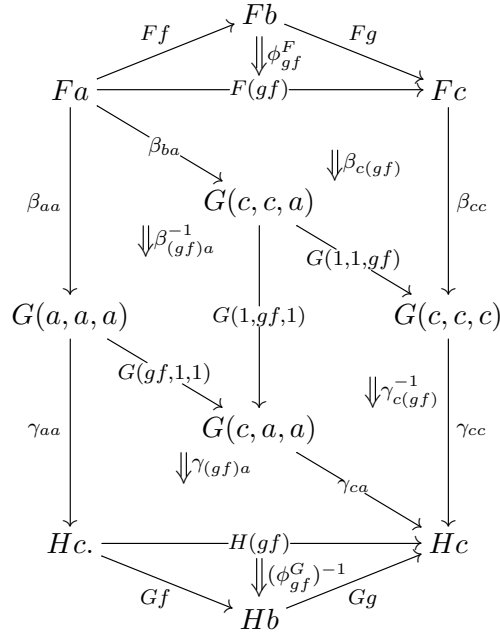 Fb
Ff
Fg
⇓ϕ^F_{gf}
Fa
F(gf)
Fc
β_{ba}
⇓β_{c(gf)}
G(c, c, a)
β_{aa}
β_{cc}
⇓β^{-1}_{(gf)a}
G(1,1,gf)
G(a, a, a)
G(1,gf,1)
G(c, c, c)
G(gf,1,1)
⇓γ^{-1}_{c(gf)}
G(c, a, a)
γ_{aa}
γ_{cc}
⇓γ_{(gf)a}
γ_{ca}
Hc.
H(gf)
Hc
⇓(ϕ^G_{gf})^{-1}
Gf
Gg
Hb